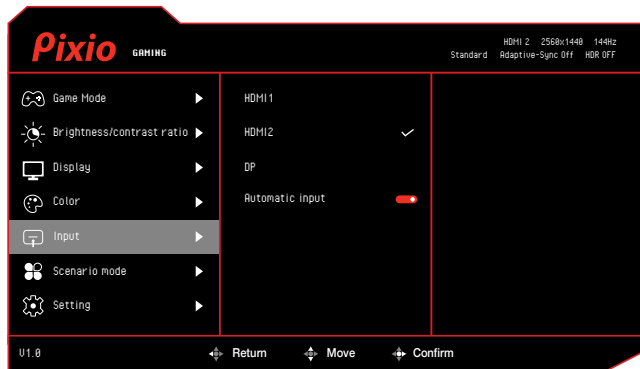 Pixio GAMING
HDMI 2 2560x1440 144Hz
Standard Adaptive-Sync Off HDR OFF
Game Mode
Brightness/contrast ratio
Display
Color
Input
Scenario mode
Setting
HDMI1
HDMI2
DP
Automatic input
V1.0
Return Move Confirm